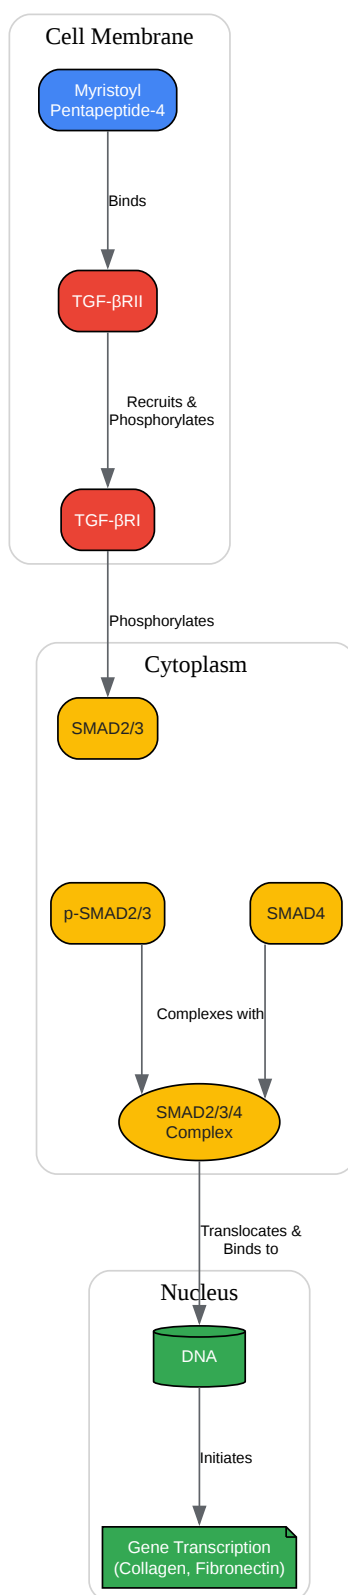 Cell Membrane
Myristoyl
Pentapeptide-4
Binds
TGF-βRII
Recruits &
Phosphorylates
TGF-βRI
Phosphorylates
Cytoplasm
SMAD2/3
p-SMAD2/3
SMAD4
Complexes with
SMAD2/3/4
Complex
Translocates &
Binds to
Nucleus
DNA
Initiates
Gene Transcription
(Collagen, Fibronectin)